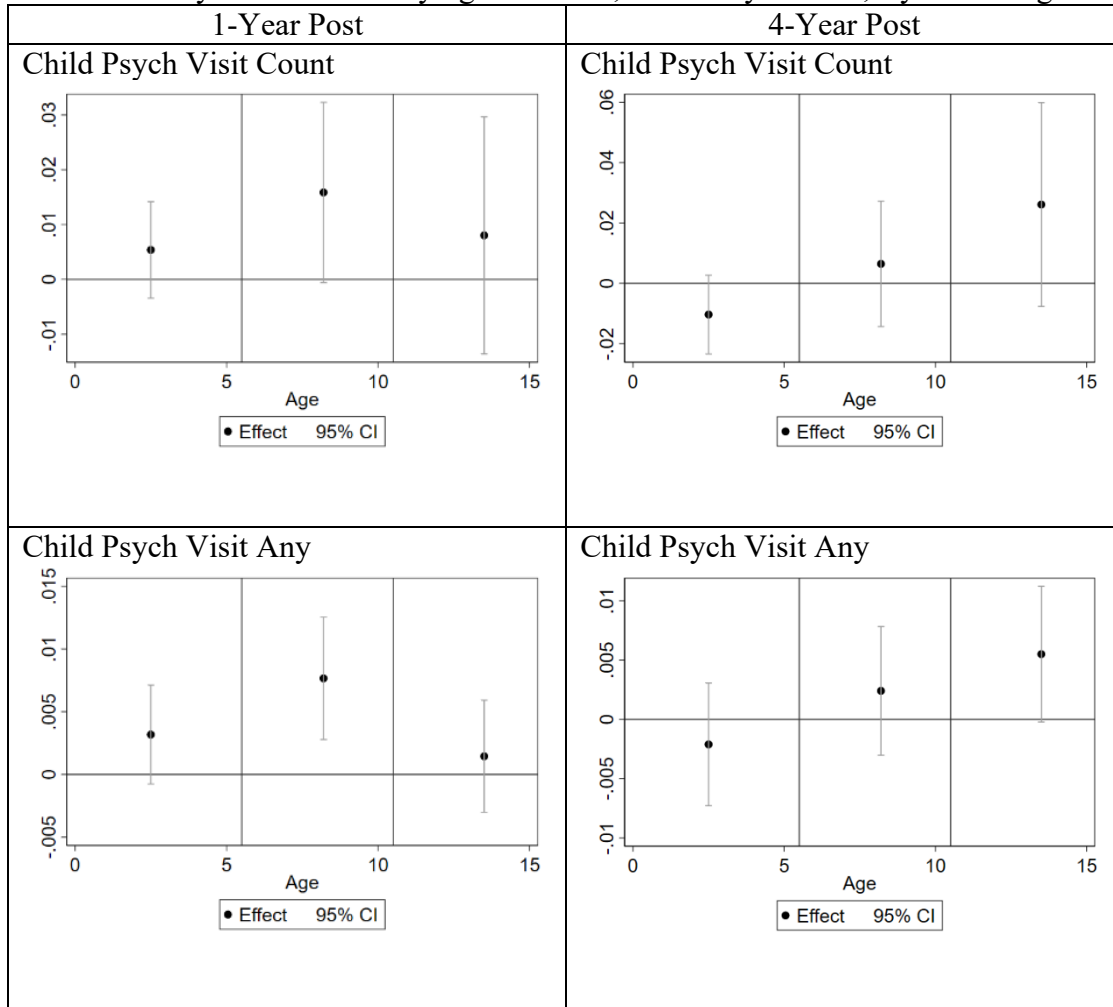 1-Year Post
4-Year Post
Child Psych Visit Count
.03
.02
.01
0
-.01
0
5
10
15
Age
Effect 95% CI
Child Psych Visit Count
.06
.04
.02
0
-.02
0
5
10
15
Age
Effect 95% CI
Child Psych Visit Any
.015
.01
.005
0
-.005
0
5
10
15
Age
Effect 95% CI
Child Psych Visit Any
.01
.005
0
-.005
-.01
0
5
10
15
Age
Effect 95% CI